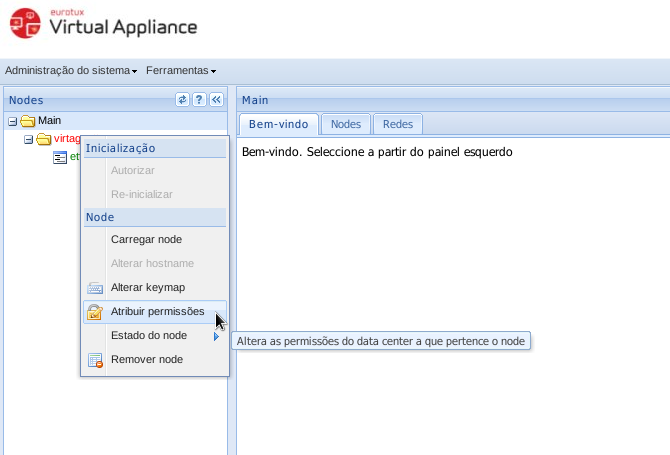 eurotux
Virtual Appliance
Administração do sistema Ferramentas
Nodes
Main
Main
Bem-vindo Nodes Redes
Bem-vindo. Seleccione a partir do painel esquerdo
Inicialização
Autorizar
Re-inicializar
Node
Carregar node
Alterar hostname
Alterar keymap
Atribuir permissões
Estado do node
Remover node
Altera as permissões do data center a que pertence o node